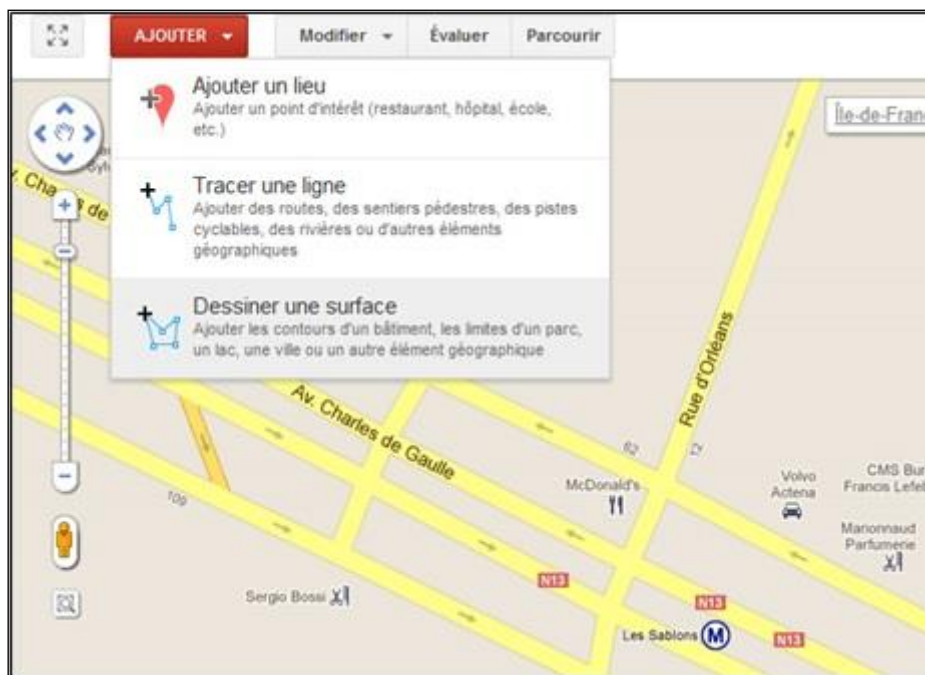 AJOUTER
Modifier
Évaluer
Parcourir
Ajouter un lieu
Ajouter un point d'intérêt (restaurant, hôpital, école,
etc.)
Tracer une ligne
Ajouter des routes, des sentiers pédestres, des pistes
cyclables, des rivières ou d'autres éléments
géographiques
Dessiner une surface
Ajouter les contours d'un bâtiment, les limites d'un parc,
un lac, une ville ou un autre élément géographique
Île-de-Fran
Av. Charles de Gaulle
Rue d'Orléans
82
12
109
McDonald's
Volvo
Actena
CMS Bur
Francis Lefeb
Marionnaud
Parfumerie
Sergio Bossi
N13
N13
N13
Les Sablons
M